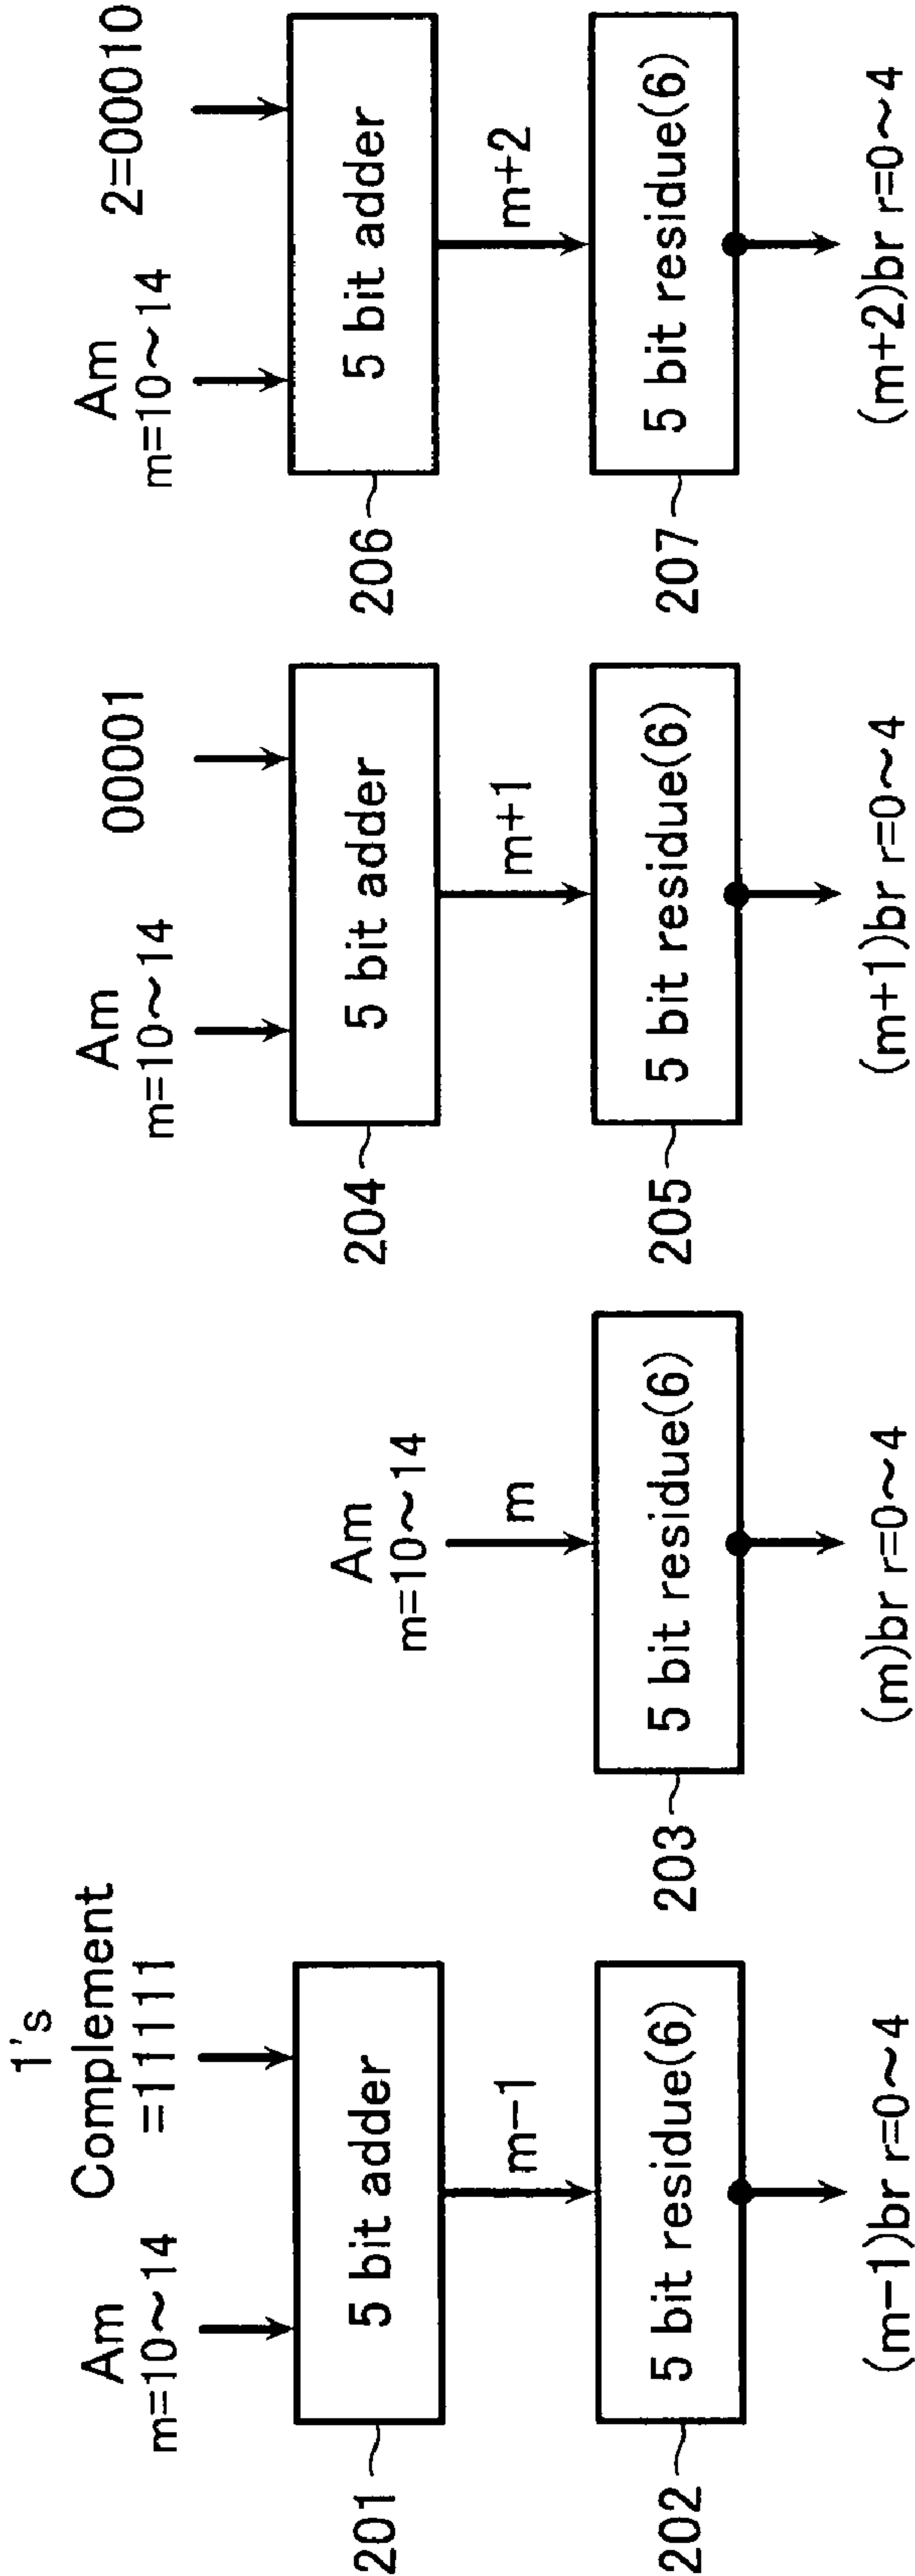 1's
Complement
=11111
Am
m=10~14
201
5 bit adder
m-1
202
5 bit residue(6)
(m-1)br r=0~4
Am
m=10~14
m
203
5 bit residue(6)
(m)br r=0~4
Am
m=10~14
00001
204
5 bit adder
m+1
205
5 bit residue(6)
(m+1)br r=0~4
Am
m=10~14
2=00010
206
5 bit adder
m+2
207
5 bit residue(6)
(m+2)br r=0~4